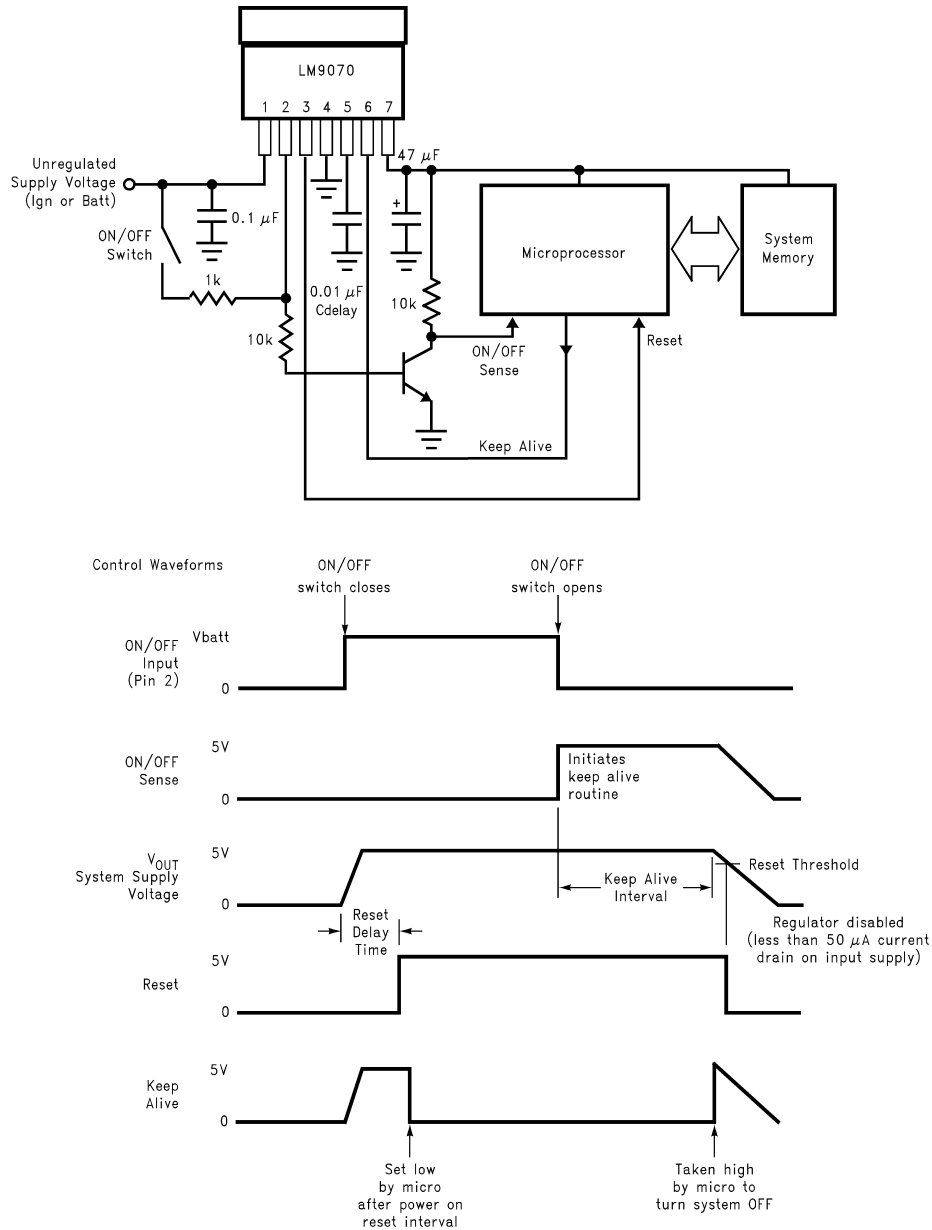 LM9070
1 2 3 4 5 6 7
47 μF
Unregulated
Supply Voltage
(Ign or Batt)
+
0.1 μF
ON/OFF
Switch
Microprocessor
System
Memory
1k
0.01 μF
Cdelay
10k
10k
ON/OFF
Sense
Reset
Keep Alive
Control Waveforms
ON/OFF
switch closes
ON/OFF
switch opens
Vbatt
ON/OFF
Input
(Pin 2)
0
5V
ON/OFF
Sense
0
Initiates
keep alive
routine
5V
VOUT
System Supply
Voltage
0
Reset Threshold
Keep Alive
Interval
Reset
Delay
Time
Regulator disabled
(less than 50 μA current
drain on input supply)
5V
Reset
0
5V
Keep
Alive
0
Set low
by micro
after power on
reset interval
Taken high
by micro to
turn system OFF